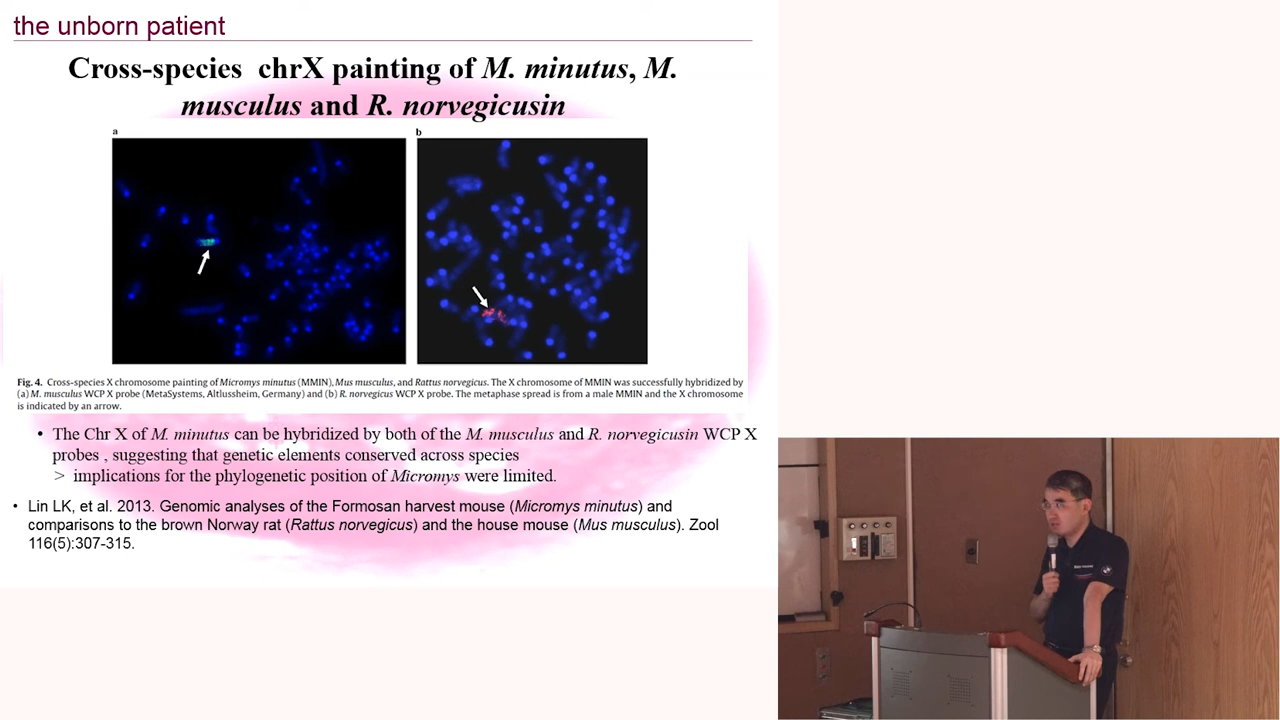 the unborn patient
Cross-species chrX painting of M. minutus, M.
musculus and R. norvegicusin
a
b
Fig. 4. Cross-species X chromosome painting of Micromys minutus (MMIN), Mus musculus, and Rattus norvegicus. The X chromosome of MMIN was successfully hybridized by
(a) M. musculus WCP X probe (MetaSystems, Altlussheim, Germany) and (b) R. norvegicus WCP X probe. The metaphase spread is from a male MMIN and the X chromosome
is indicated by an arrow.
• The Chr X of M. minutus can be hybridized by both of the M. musculus and R. norvegicusin WCP X
probes , suggesting that genetic elements conserved across species
> implications for the phylogenetic position of Micromys were limited.
• Lin LK, et al. 2013. Genomic analyses of the Formosan harvest mouse (Micromys minutus) and
comparisons to the brown Norway rat (Rattus norvegicus) and the house mouse (Mus musculus). Zool
116(5):307-315.